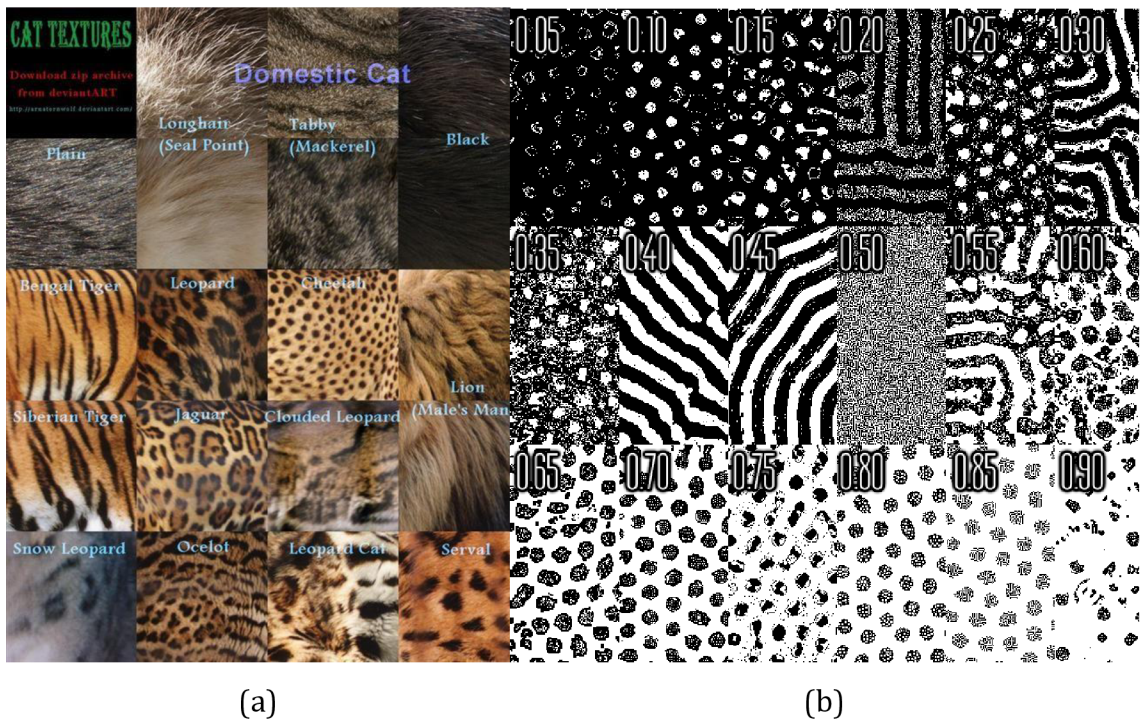 CAT TEXTURES
Download zip archive
from deviantART
Domestic Cat
Longhair
(Seal Point)
Tabby
(Mackerel)
Black
Plain
Bengal Tiger
Leopard
Cheetah
Lion
(Male's Man
Siberian Tiger
Jaguar
Clouded Leopard
Snow Leopard
Ocelot
Leopard Cat
Serval
0.05 0.10 0.15 0.20 0.25 0.30
0.35 0.40 0.45 0.50 0.55 0.60
0.65 0.70 0.75 0.80 0.85 0.90
(a)
(b)